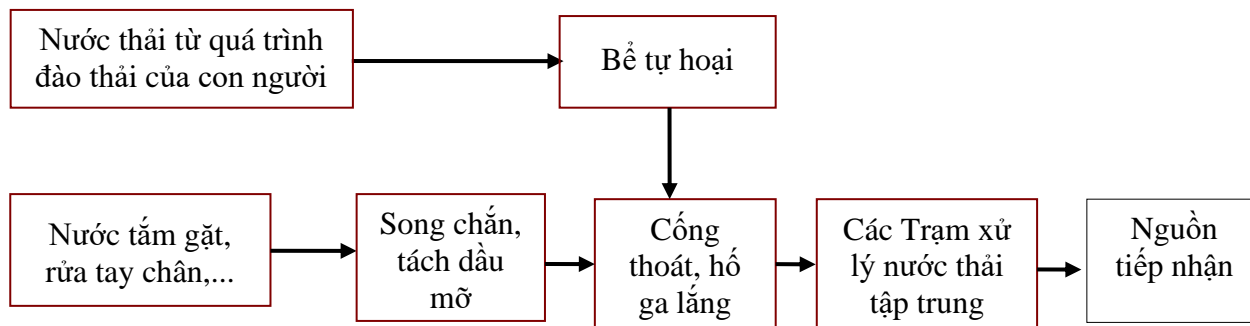 Nước thải từ quá trình
đào thải của con người
Bể tự hoại
Nước tắm gặt,
rửa tay chân,...
Song chắn,
tách dầu
mỡ
Cống
thoát, hố
ga lắng
Các Trạm xử
lý nước thải
tập trung
Nguồn
tiếp nhận